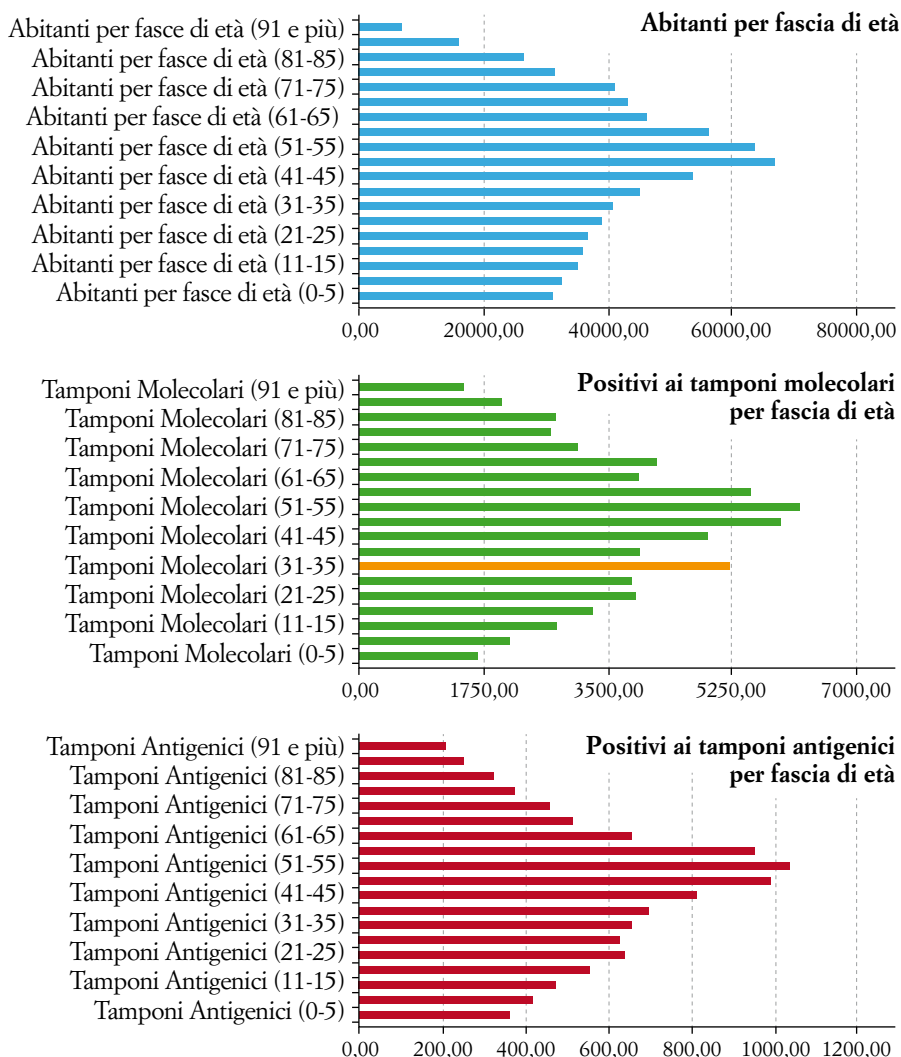 Abitanti per fascia di età
Abitanti per fasce di età (91 e più)
Abitanti per fasce di età (81-85)
Abitanti per fasce di età (71-75)
Abitanti per fasce di età (61-65)
Abitanti per fasce di età (51-55)
Abitanti per fasce di età (41-45)
Abitanti per fasce di età (31-35)
Abitanti per fasce di età (21-25)
Abitanti per fasce di età (11-15)
Abitanti per fasce di età (0-5)
0,00 20000,00 40000,00 60000,00 80000,00
Positivi ai tamponi molecolari
per fascia di età
Tamponi Molecolari (91 e più)
Tamponi Molecolari (81-85)
Tamponi Molecolari (71-75)
Tamponi Molecolari (61-65)
Tamponi Molecolari (51-55)
Tamponi Molecolari (41-45)
Tamponi Molecolari (31-35)
Tamponi Molecolari (21-25)
Tamponi Molecolari (11-15)
Tamponi Molecolari (0-5)
0,00 1750,00 3500,00 5250,00 7000,00
Positivi ai tamponi antigenici
per fascia di età
Tamponi Antigenici (91 e più)
Tamponi Antigenici (81-85)
Tamponi Antigenici (71-75)
Tamponi Antigenici (61-65)
Tamponi Antigenici (51-55)
Tamponi Antigenici (41-45)
Tamponi Antigenici (31-35)
Tamponi Antigenici (21-25)
Tamponi Antigenici (11-15)
Tamponi Antigenici (0-5)
0,00 200,00 400,00 600,00 800,00 1000,00 1200,00